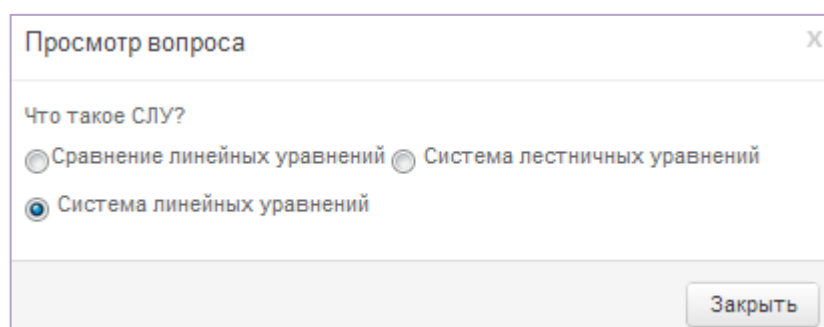 Просмотр вопроса x
Что такое СЛУ?
Сравнение линейных уравнений Система лестничных уравнений
Система линейных уравнений
Закрыть